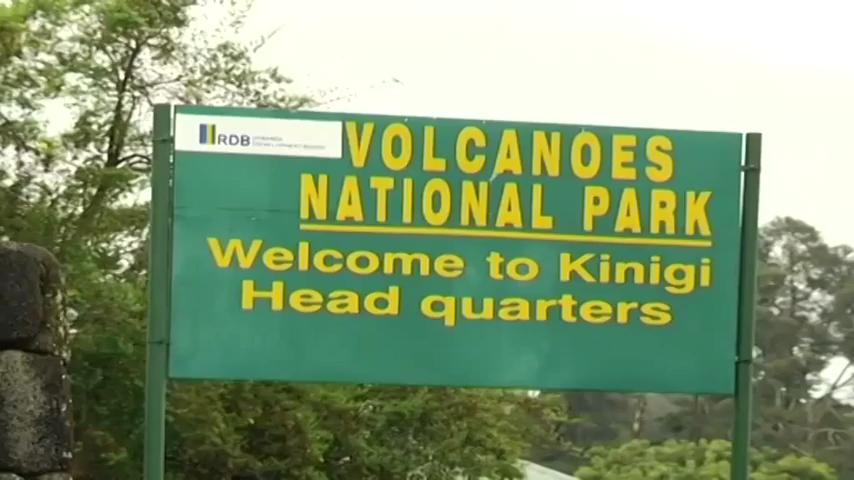 RDB
VOLCANOES
NATIONAL PARK
Welcome to Kinigi
Head quarters